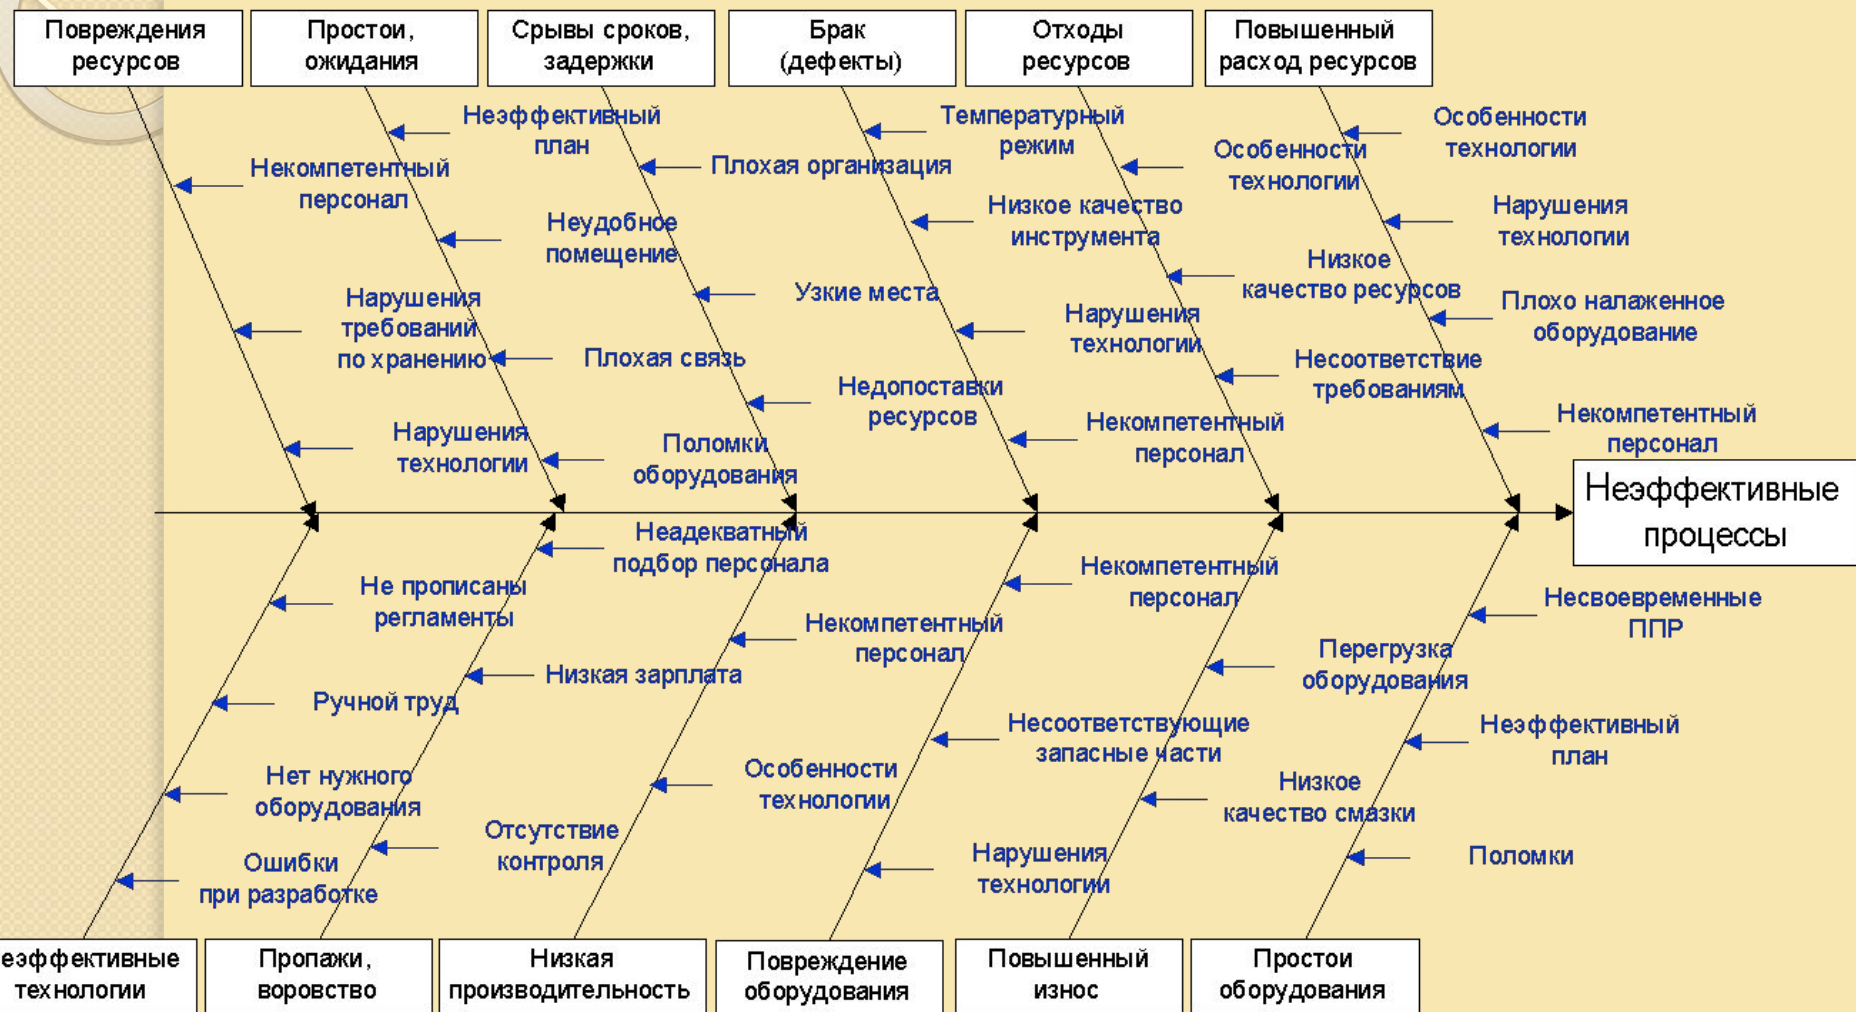 Повреждения
ресурсов
Простои,
ожидания
Срывы сроков,
задержки
Брак
(дефекты)
Отходы
ресурсов
Повышенный
расход ресурсов
Некомпетентный
персонал
Нарушения
требований
по хранению
Нарушения
технологии
Неэффективный
план
Неудобное
помещение
Плохая связь
Поломки
оборудования
Плохая организация
Узкие места
Недопоставки
ресурсов
Температурный
режим
Низкое качество
инструмента
Нарушения
технологии
Некомпетентный
персонал
Особенности
технологии
Низкое
качество ресурсов
Несоответствие
требованиям
Особенности
технологии
Нарушения
технологии
Плохо налаженное
оборудование
Некомпетентный
персонал
Неэффективные
процессы
Не прописаны
регламенты
Ручной труд
Нет нужного
оборудования
Ошибки
при разработке
Неадекватный
подбор персонала
Низкая зарплата
Отсутствие
контроля
Некомпетентный
персонал
Особенности
технологии
Некомпетентный
персонал
Несоответствующие
запасные части
Нарушения
технологии
Перегрузка
оборудования
Низкое
качество смазки
Несвоевременные
ППР
Неэффективный
план
Поломки
еэффективные
технологии
Пропажи,
воровство
Низкая
производительность
Повреждение
оборудования
Повышенный
износ
Простои
оборудования